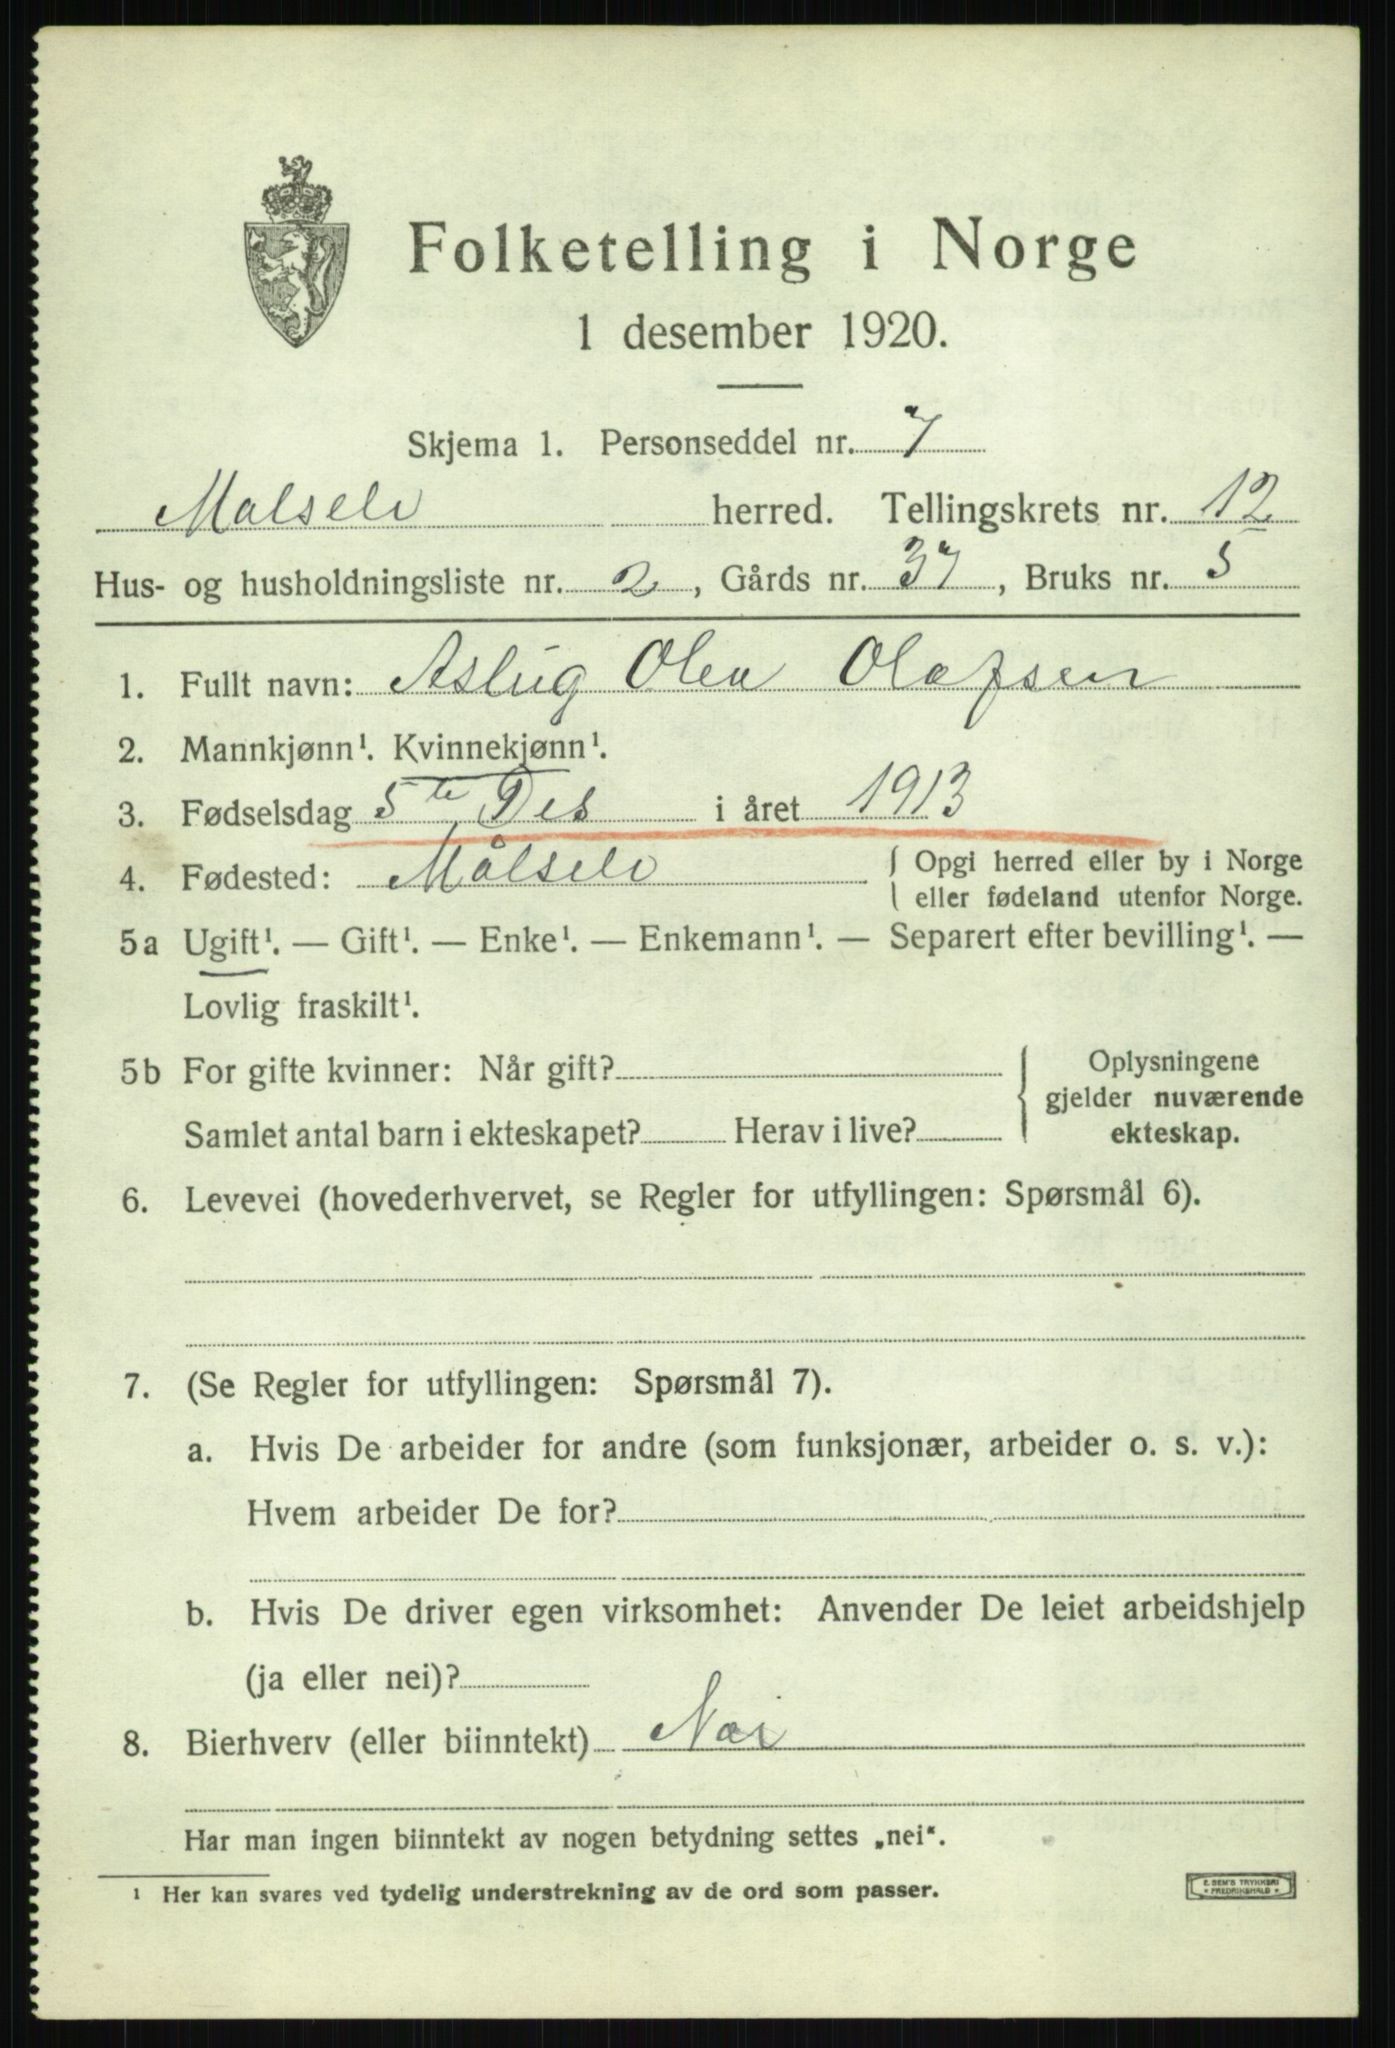 Folketelling i Norge
1 desember 1920.
Skjema 1. Personseddel nr. 7
Målselv herred. Tellingskrets nr. 12
Hus- og husholdningsliste nr. 2, Gårds nr. 37, Bruks nr. 5
1. Fullt navn: Aslug Olea Olafsen
2. Mannkjønn¹. Kvinnekjønn¹.
3. Fødselsdag 5te Des i året 1913
4. Fødested: Målselv { Opgi herred eller by i Norge
eller fødeland utenfor Norge.
5a Ugift¹. — Gift¹. — Enke¹. — Enkemann¹. — Separert efter bevilling¹. —
Lovlig fraskilt¹.
5b For gifte kvinner: Når gift? { Oplysningene
gjelder nuværende
Samlet antal barn i ekteskapet? Herav i live? ekteskap.
6. Levevei (hovederhvervet, se Regler for utfyllingen: Spørsmål 6).
7. (Se Regler for utfyllingen: Spørsmål 7).
a. Hvis De arbeider for andre (som funksjonær, arbeider o. s. v.):
Hvem arbeider De for?
b. Hvis De driver egen virksomhet: Anvender De leiet arbeidshjelp
(ja eller nei)?
8. Bierhverv (eller biinntekt) Nei
Har man ingen biinntekt av nogen betydning settes „nei“.
¹ Her kan svares ved tydelig understrekning av de ord som passer.
E. SEM'S TRYKKERI
* FREDRIKSHALD *